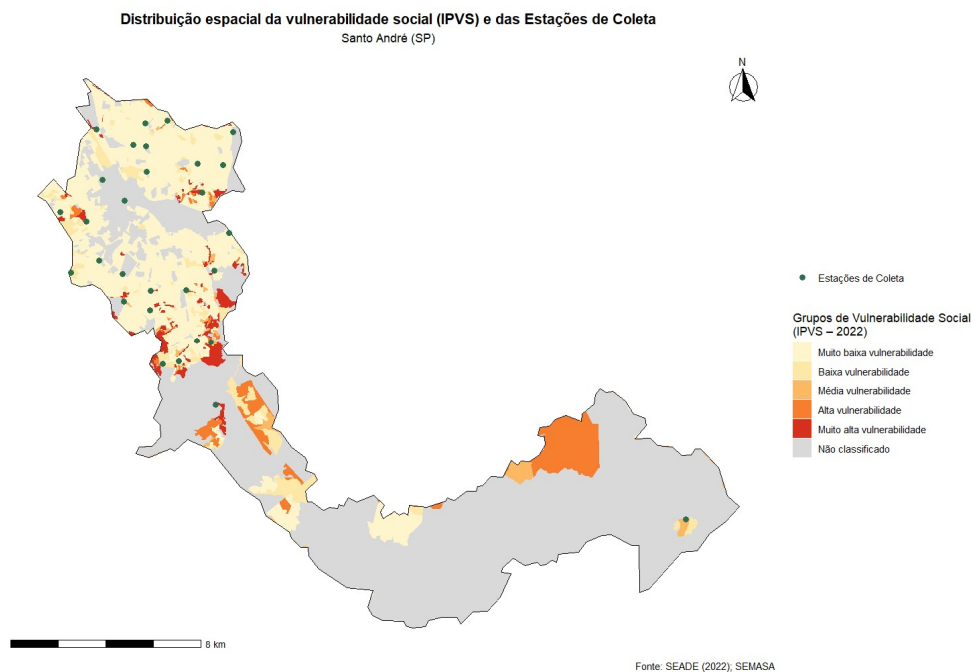 Distribuição espacial da vulnerabilidade social (IPVS) e das Estações de Coleta
Santo André (SP)
N
Estações de Coleta
Grupos de Vulnerabilidade Social
(IPVS – 2022)
Muito baixa vulnerabilidade
Baixa vulnerabilidade
Média vulnerabilidade
Alta vulnerabilidade
Muito alta vulnerabilidade
Não classificado
8 km
Fonte: SEADE (2022); SEMASA